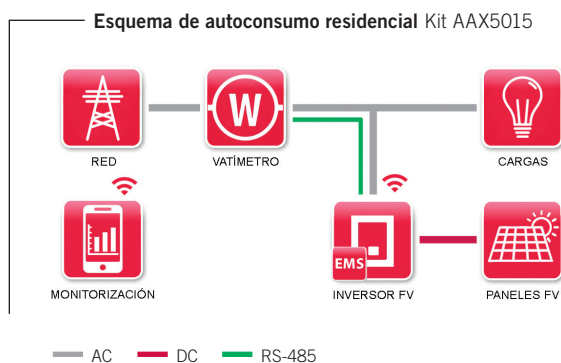 Esquema de autoconsumo residencial Kit AAX5015
W
RED
VATÍMETRO
CARGAS
EMS
MONITORIZACIÓN
INVERSOR FV
PANELES FV
AC
DC
RS-485